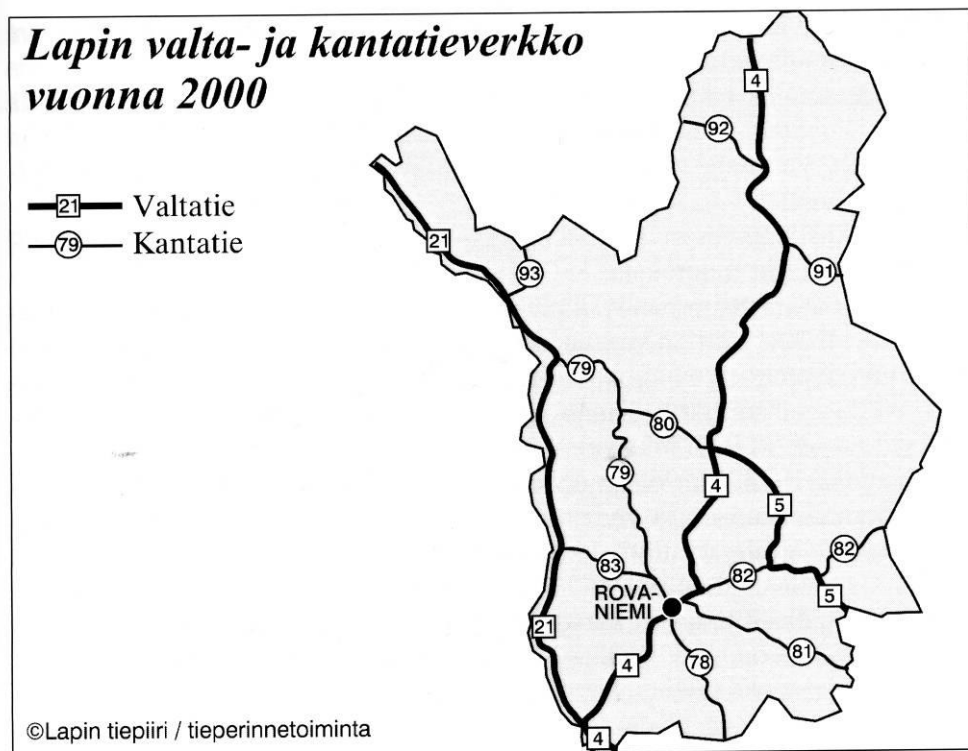 Lapin valta- ja kantatieverkko
vuonna 2000
21 Valtatie
79 Kantatie
4
92
21
93
91
79
80
79
4
5
82
83
82
ROVA-
NIEMI
5
21
81
4
78
4
©Lapin tiepiiri / tieperinnetoiminta